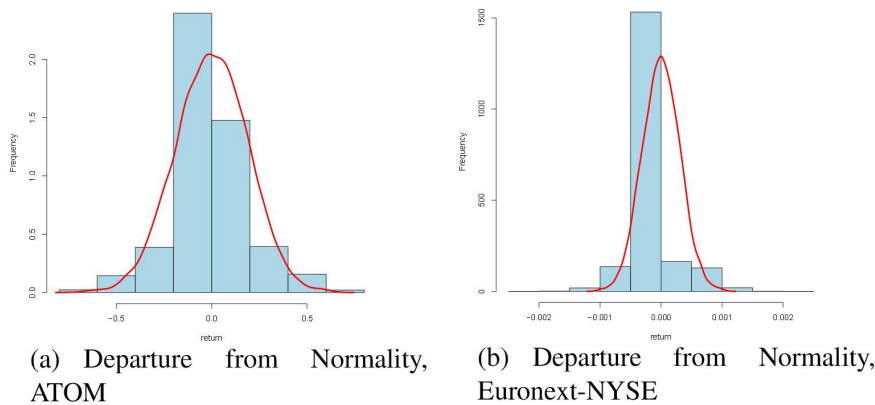 2.0
1.5
1.0
0.5
0.0
Frequency
−0.5
0.0
0.5
return
(a) Departure from Normality,
ATOM
1500
1000
500
0
Frequency
−0.002
−0.001
0.000
0.001
0.002
return
(b) Departure from Normality,
Euronext-NYSE